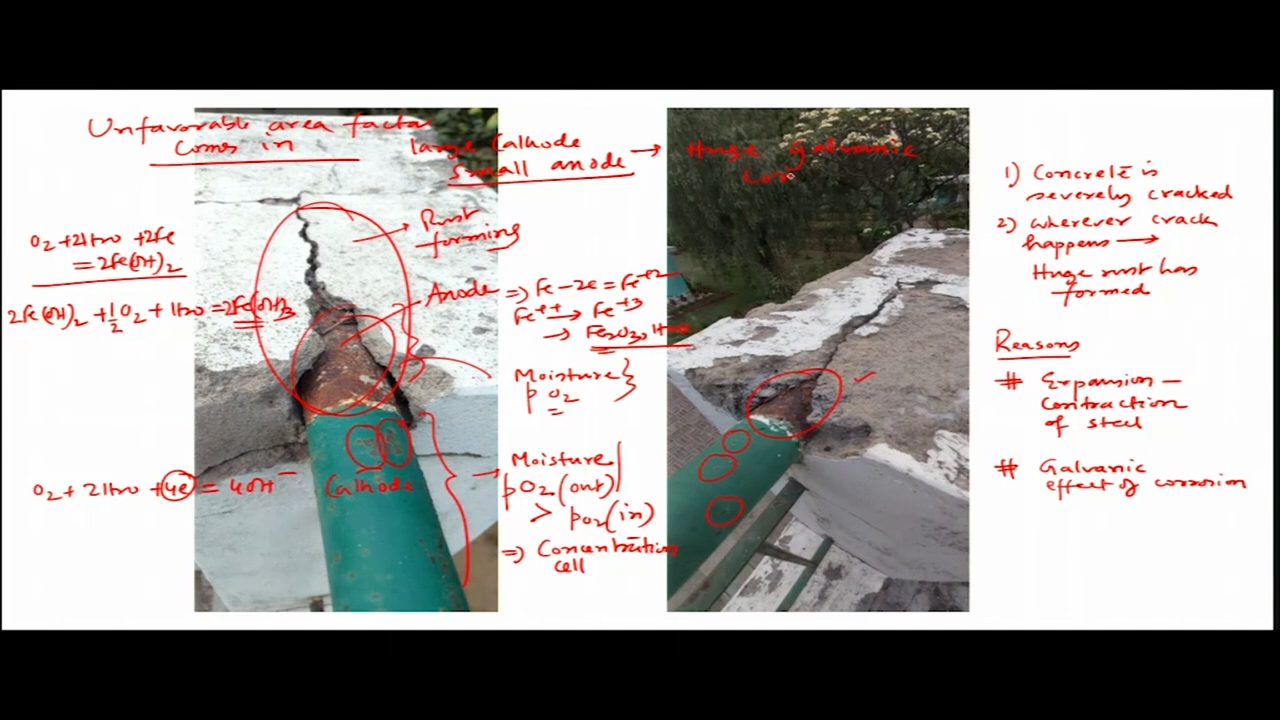 Unfavorable area factor
comes in
large Cathode
small anode →
Huge Galvanic
Cor
O2 + 2H2O + 2Fe
= 2Fe(OH)2
2Fe(OH)2 + 1/2 O2 + H2O = 2Fe(OH)3
Rust
forming
Anode ⇒ Fe - 2e = Fe+2
Fe++ → Fe+3
→ Fe2O3, H2O
Moisture
pO2
O2 + 2H2O + 4e = 4OH-
Cathode
Moisture
pO2 (out)
> pO2 (in)
⇒ Concentration
cell
1) Concrete is
severely cracked
2) wherever crack
happens →
Huge rust has
formed
Reasons
# Expansion -
contraction
of steel
# Galvanic
effect of corrosion